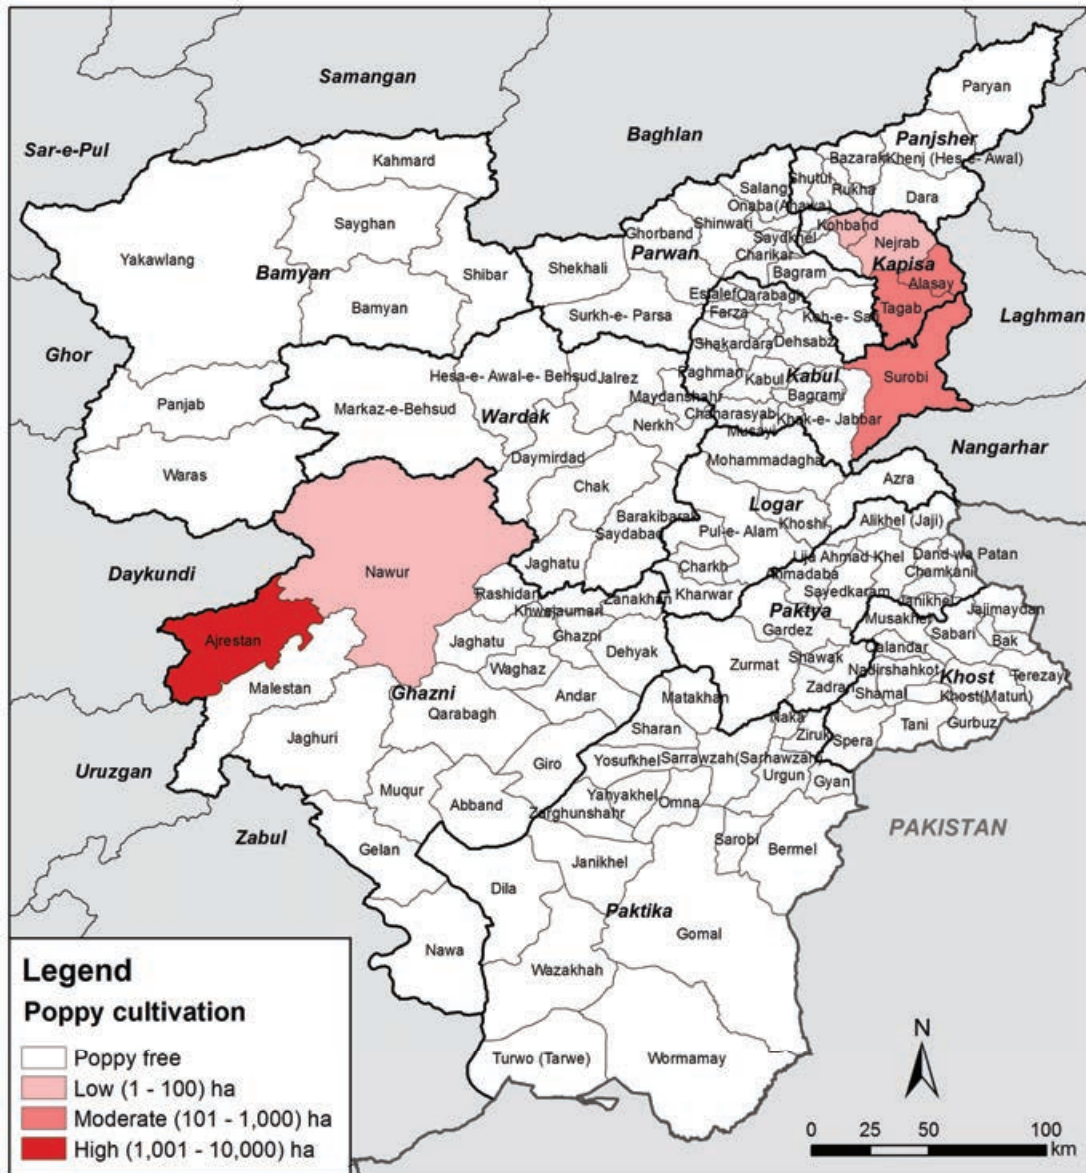 Samangan
Paryan
Baghlan
Panjsher
Sar-e-Pul
Bazarak
Khenj (Hes-e- Awal)
Kahmard
Shutul
Rukha
Dara
Salang
Onaba(Anawa)
Sayghan
Shinwari
Kohband
Ghorband
Saydkhel
Nejrab
Yakawlang
Parwan
Charikar
Kapisa
Bamyan
Shibar
Shekhali
Bagram
Alasay
Estalef
Qarabagh
Bamyan
Surkh-e- Parsa
Farza
Koh-e- Safi
Tagab
Laghman
Shakardara
Dehsabz
Ghor
Hesa-e- Awal-e- Behsud
Jalrez
Paghman
Kabul
Kabul
Surobi
Panjab
Markaz-e-Behsud
Maydanshahr
Bagrami
Wardak
Chaharasyab
Khak-e- Jabbar
Nerkh
Musayi
Nangarhar
Daymirdad
Mohammadagha
Waras
Chak
Azra
Logar
Barakibarak
Khoshi
Alikhel (Jaji)
Saydabad
Pul-e- Alam
Lija Ahmad Khel
Dand wa Patan
Daykundi
Nawur
Jaghatu
Charkh
Ahmadaba
Chamkani
Rashidan
Zanakhan
Kharwar
Sayedkaram
Janikhel
Khwajaumari
Paktya
Musakhel
Jajimaydan
Ajrestan
Jaghatu
Ghazni
Gardez
Sabari
Bak
Dehyak
Qalandar
Waghaz
Zurmat
Shawak
Nadirshahkot
Khost
Terezay
Malestan
Ghazni
Andar
Matakhan
Zadran
Shamal
Khost(Matun)
Qarabagh
Naka
Tani
Gurbuz
Jaghuri
Sharan
Ziruk
Spera
Uruzgan
Giro
Yosufkhel
Sarrawzah(Sarhawzah)
Urgun
Gyan
Muqur
Abband
Yahyakhel
Omna
Zarghunshahr
PAKISTAN
Zabul
Gelan
Janikhel
Sarobi
Bermel
Dila
Paktika
Gomal
Nawa
Wazakhah
Turwo (Tarwe)
Wormamay
Legend
Poppy cultivation
Poppy free
Low (1 - 100) ha
Moderate (101 - 1,000) ha
High (1,001 - 10,000) ha
N
0 25 50 100
km